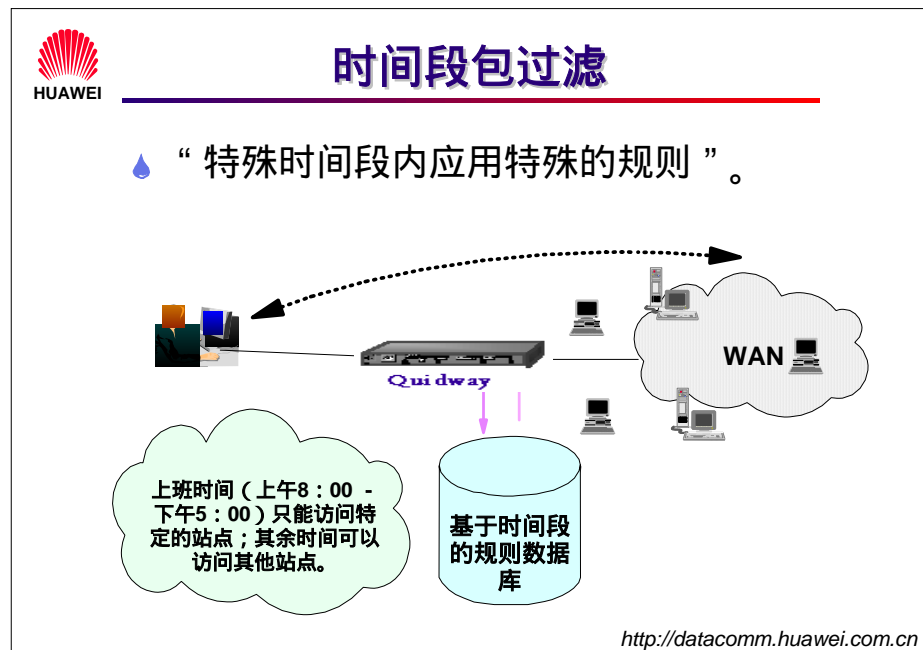 HUAWEI
时间段包过滤
“特殊时间段内应用特殊的规则”。
WAN
Quidway
上班时间（上午8：00 -
下午5：00）只能访问特
定的站点；其余时间可以
访问其他站点。
基于时间段
的规则数据
库
http://datacomm.huawei.com.cn